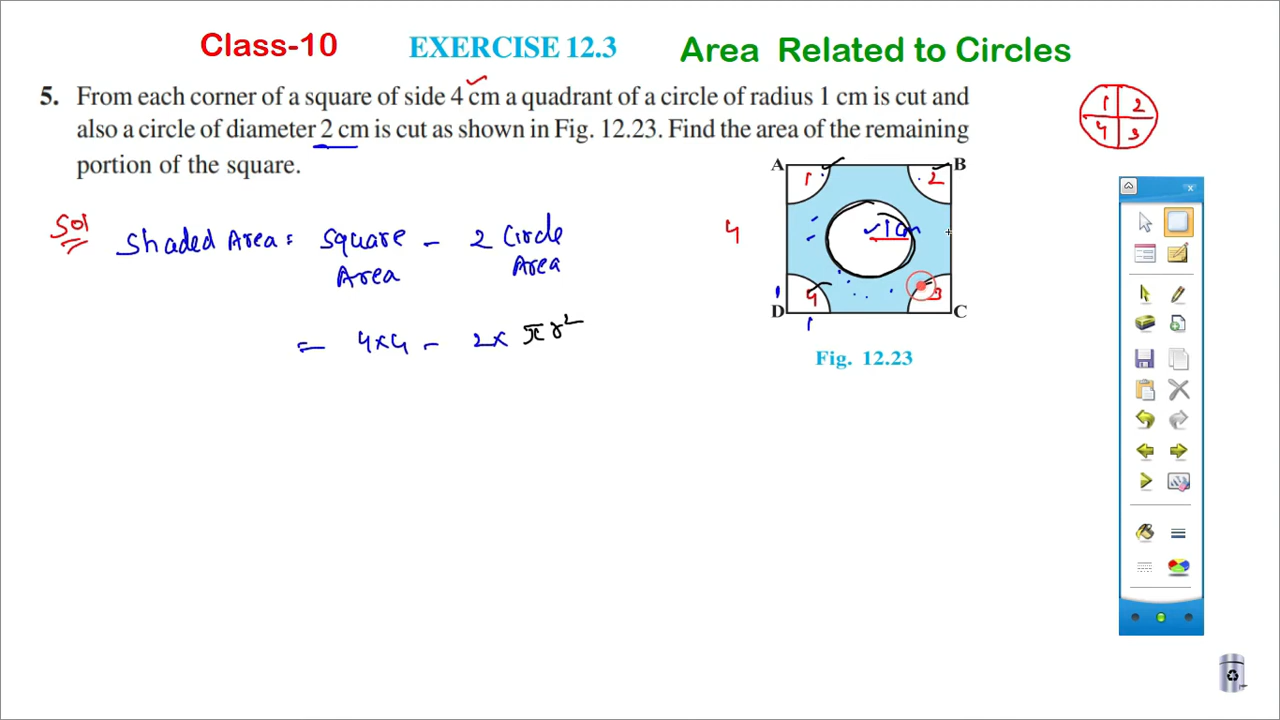 Class-10 EXERCISE 12.3 Area Related to Circles
5. From each corner of a square of side 4 cm a quadrant of a circle of radius 1 cm is cut and
also a circle of diameter 2 cm is cut as shown in Fig. 12.23. Find the area of the remaining
portion of the square.
1 2
4 3
A B
1 2
Sol
Shaded Area = Square - 2 Circle
Area Area
4
1 cm
1 4 3
D C
1
= 4×4 - 2× πr²
Fig. 12.23